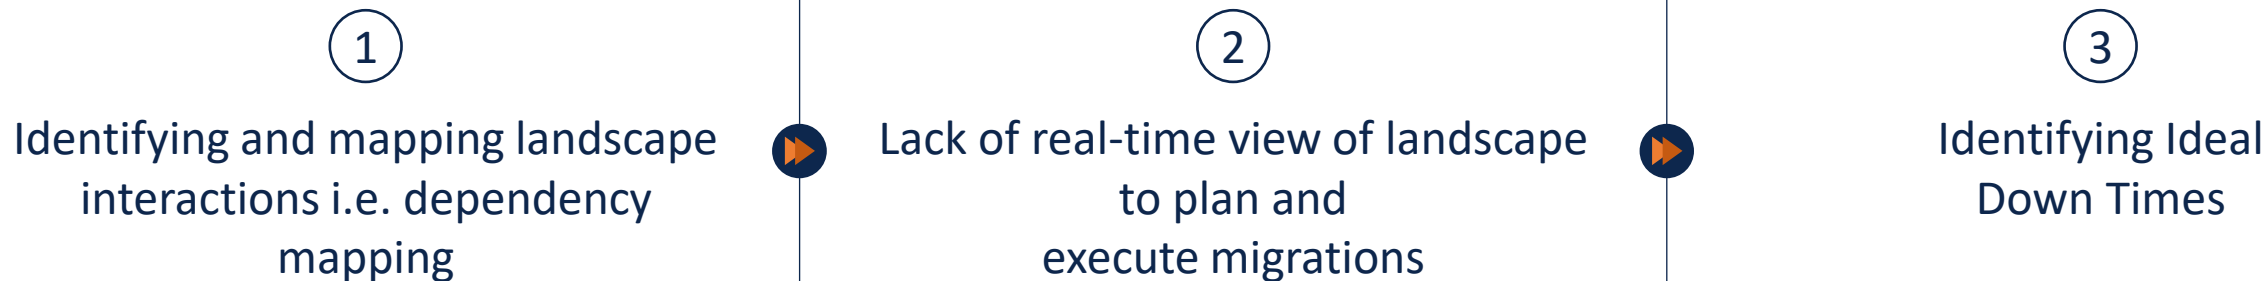 1
Identifying and mapping landscape
interactions i.e. dependency
mapping
2
Lack of real-time view of landscape
to plan and
execute migrations
3
Identifying Ideal
Down Times